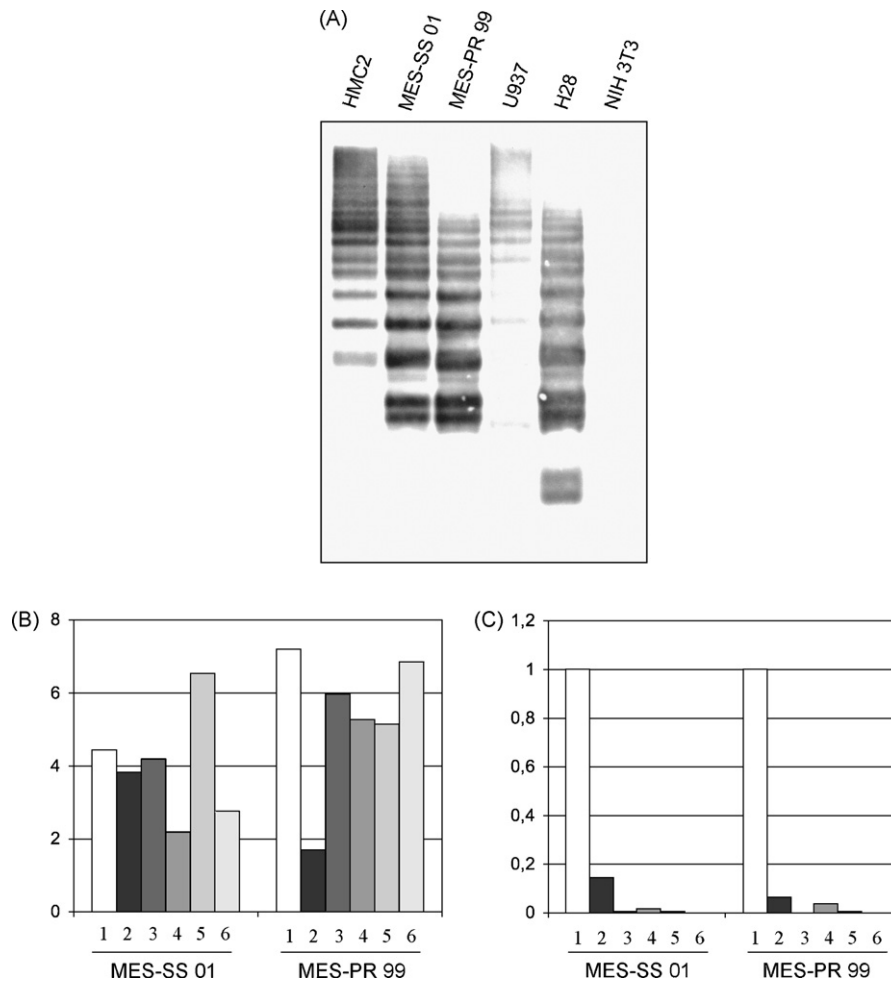 (A)
HMC2
MES-SS 01
MES-PR 99
U937
H28
NIH 3T3
(B)
8
6
4
2
0
1 2 3 4 5 6
MES-SS 01
1 2 3 4 5 6
MES-PR 99
(C)
1,2
1
0,8
0,6
0,4
0,2
0
1 2 3 4 5 6
MES-SS 01
1 2 3 4 5 6
MES-PR 99